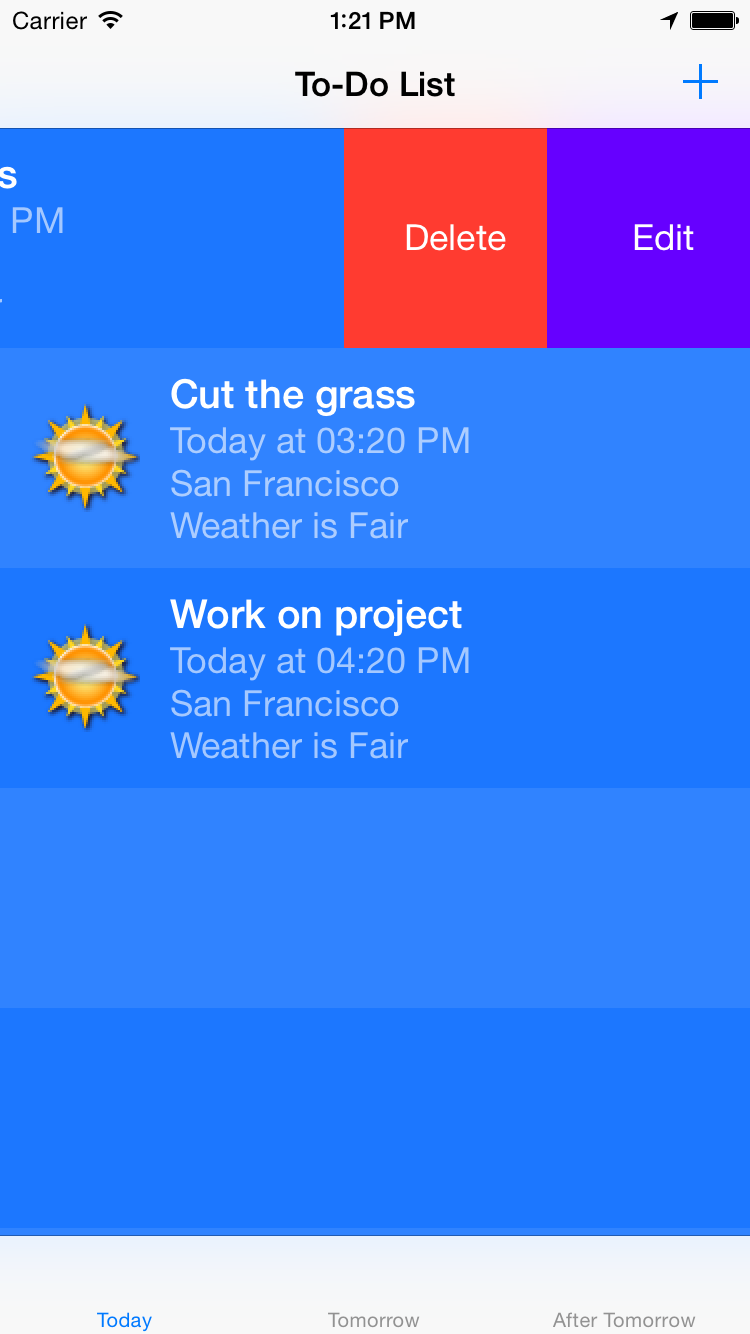 Carrier 1:21 PM
To-Do List
s
PM
Delete Edit
Cut the grass
Today at 03:20 PM
San Francisco
Weather is Fair
Work on project
Today at 04:20 PM
San Francisco
Weather is Fair
Today Tomorrow After Tomorrow